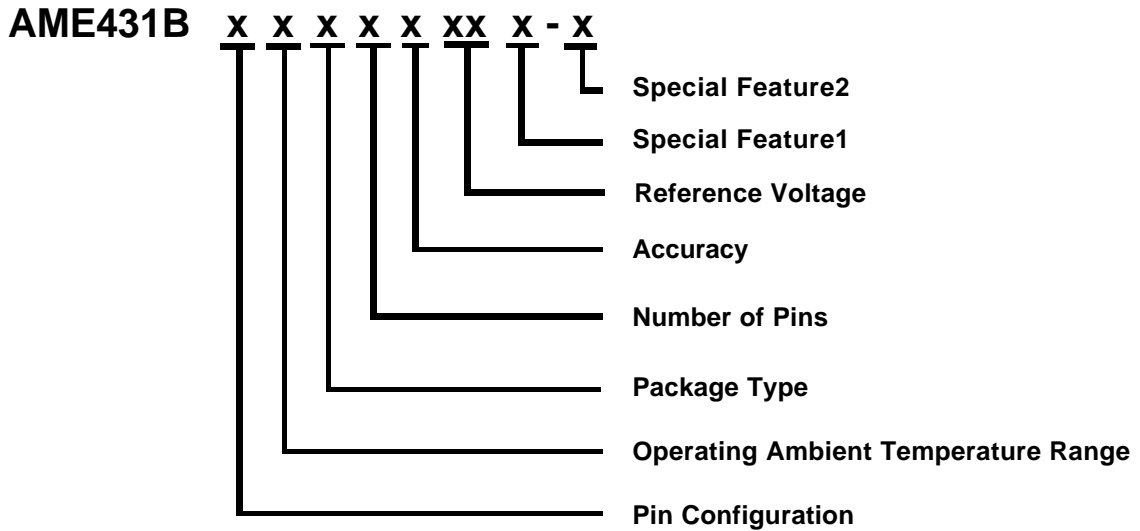 AME431B x x x x x xx x - x
Special Feature2
Special Feature1
Reference Voltage
Accuracy
Number of Pins
Package Type
Operating Ambient Temperature Range
Pin Configuration